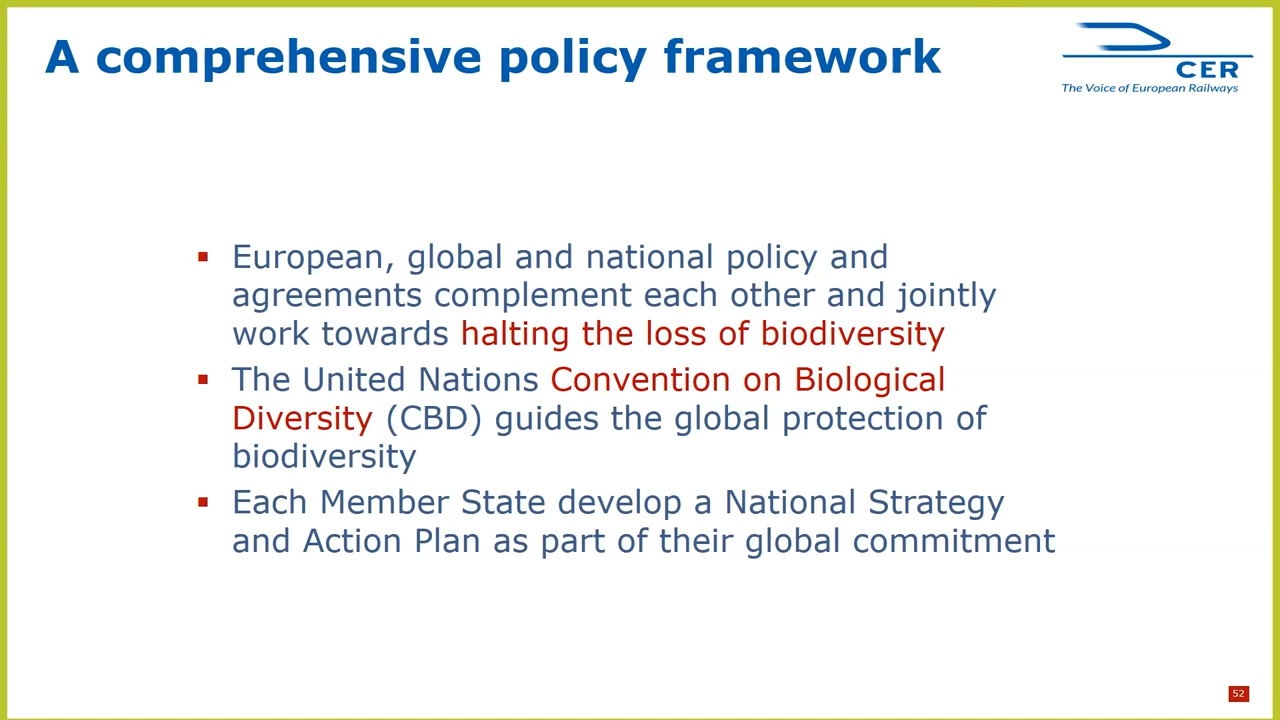 A comprehensive policy framework
CER
The Voice of European Railways
European, global and national policy and
agreements complement each other and jointly
work towards halting the loss of biodiversity
The United Nations Convention on Biological
Diversity (CBD) guides the global protection of
biodiversity
Each Member State develop a National Strategy
and Action Plan as part of their global commitment
52